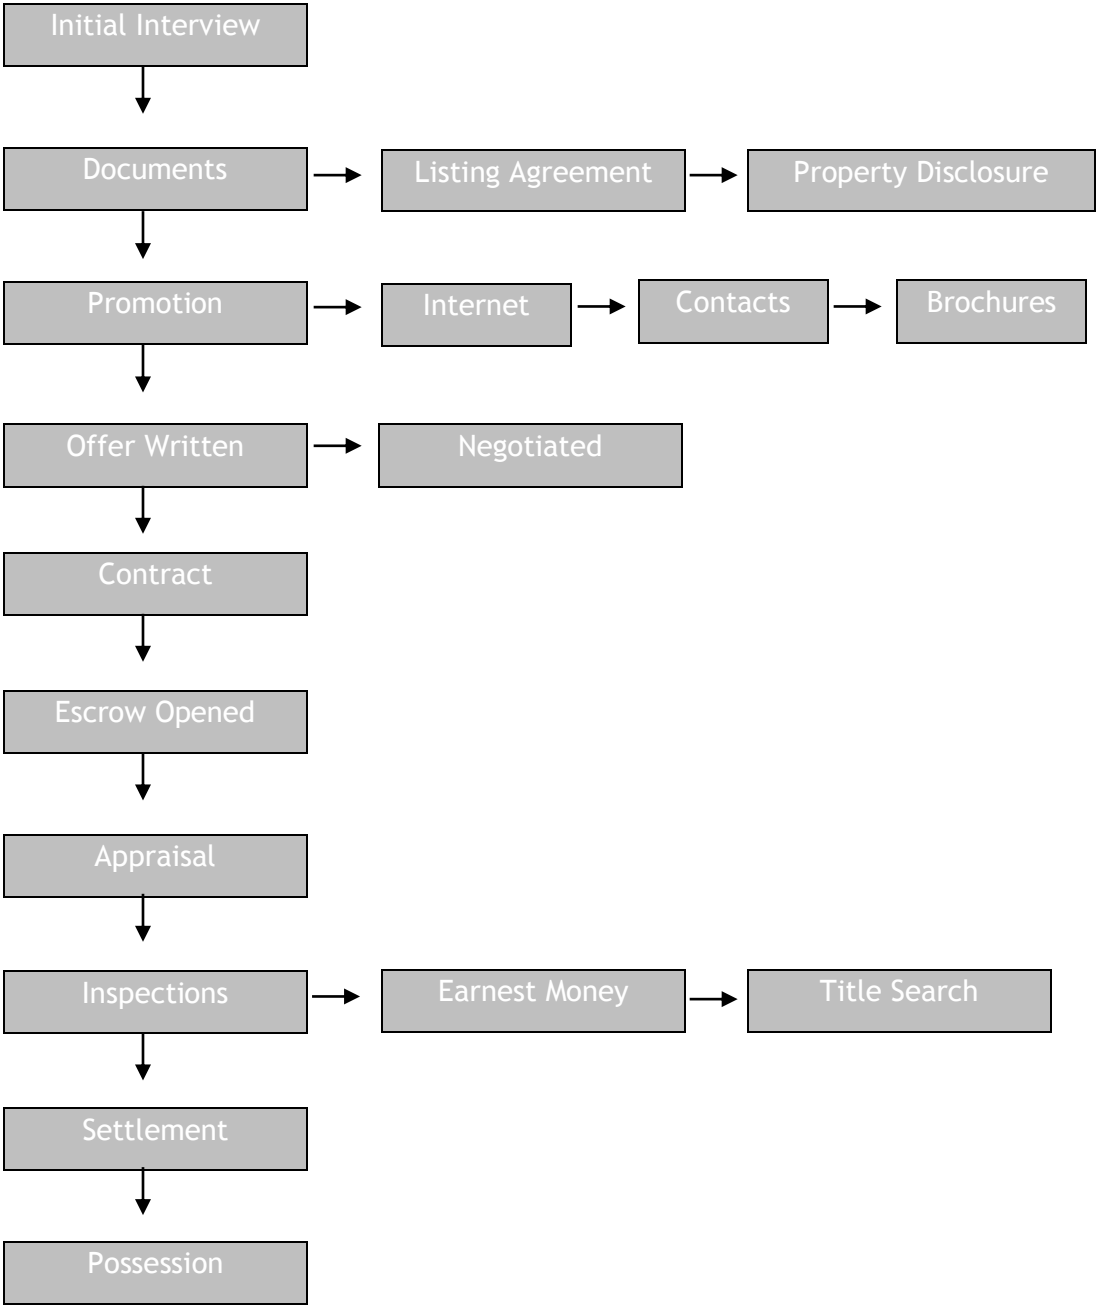 Initial Interview
Documents
Listing Agreement
Property Disclosure
Promotion
Internet
Contacts
Brochures
Offer Written
Negotiated
Contract
Escrow Opened
Appraisal
Inspections
Earnest Money
Title Search
Settlement
Possession